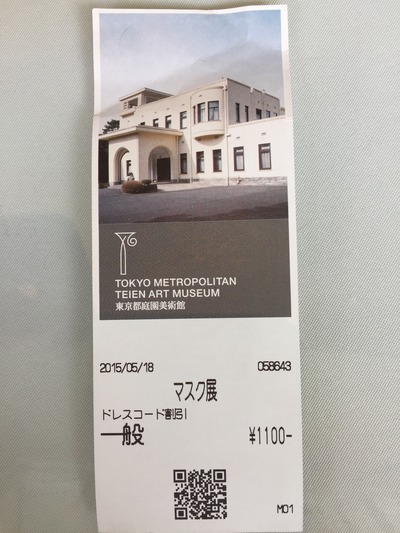 TOKYO METROPOLITAN
TEIEN ART MUSEUM
東京都庭園美術館
2015/05/18 058643
マスク展
ドレスコード割引
一般 ¥1100-
M01